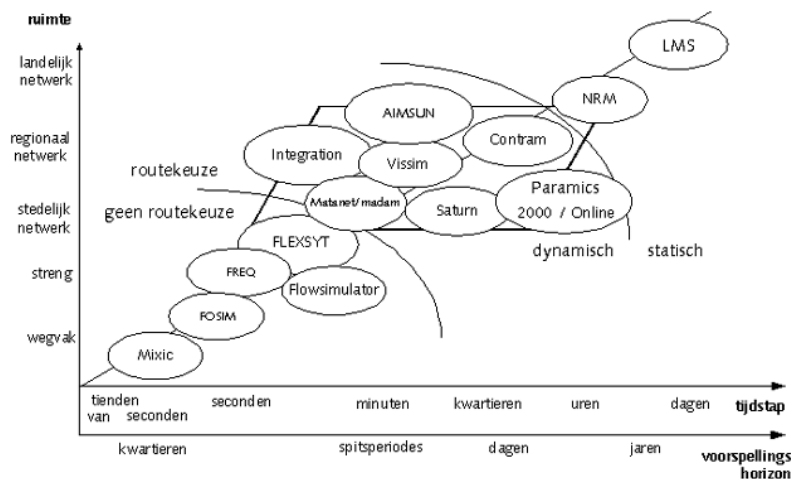 ruimte
landelijk
netwerk
regionaal
netwerk
stedelijk
netwerk
streng
wegvak
routekeuze
geen routekeuze
LMS
NRM
AIMSUN
Contram
Integration
Vissim
Matanet/madam
Saturn
Paramics
2000 / Online
dynamisch
statisch
FLEXSYT
FREQ
Flowsimulator
FOSIM
Mixic
tienden
van seconden
seconden
minuten
kwartieren
uren
dagen
tijdstap
kwartieren
spitsperiodes
dagen
jaren
voorspellings
horizon